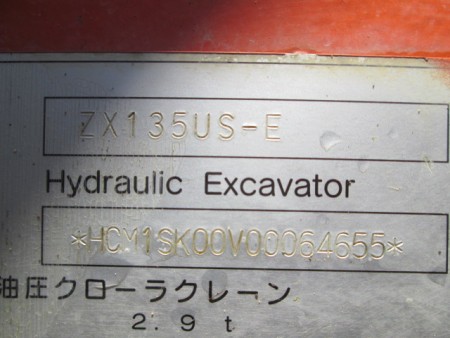 ZX135US-E
Hydraulic Excavator
*HCM1SK00V00064655*
油圧クローラクレーン
2.9 t